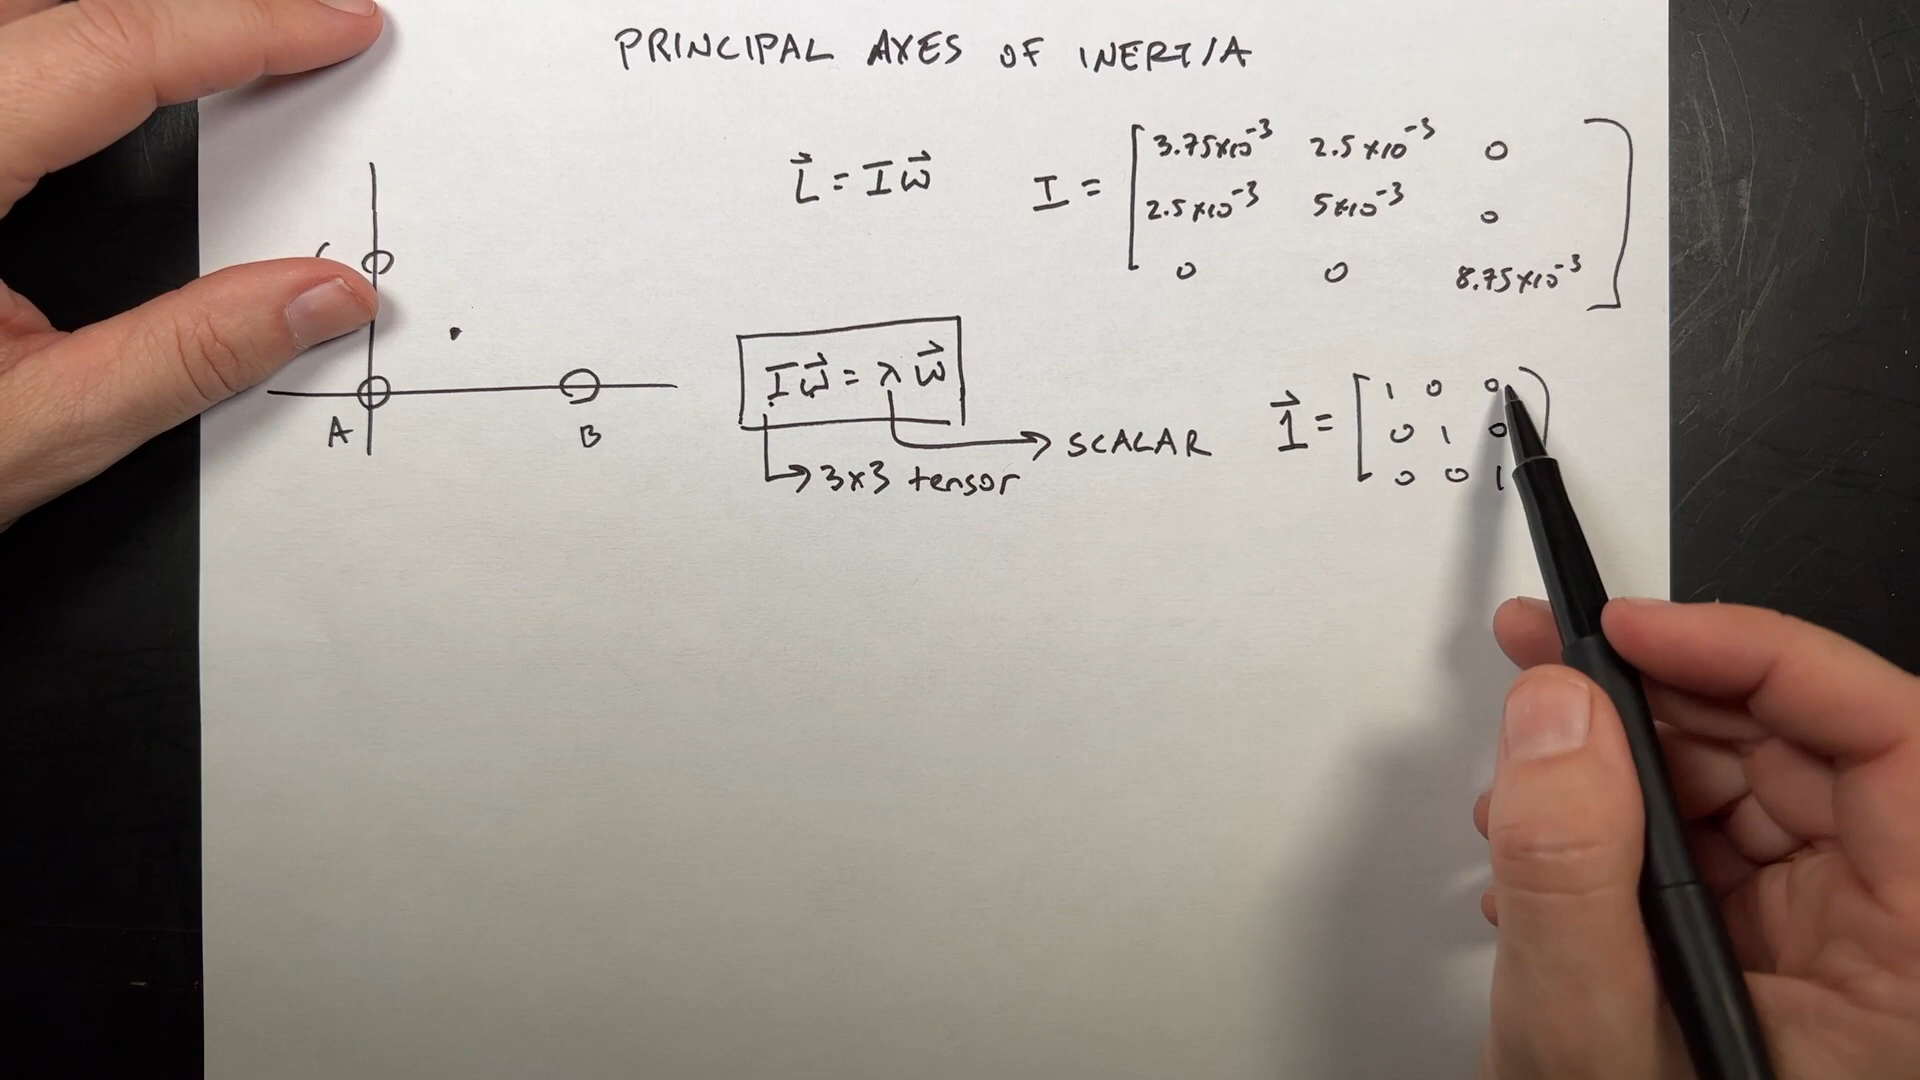 PRINCIPAL AXES OF INERTIA
L⃗ = Iω⃗
I = [3.75×10⁻³ 2.5×10⁻³ 0
2.5×10⁻³ 5×10⁻³ 0
0 0 8.75×10⁻³]
Iω⃗ = λω⃗
SCALAR
3×3 tensor
1⃗ = [1 0 0
0 1 0
0 0 1
A
B